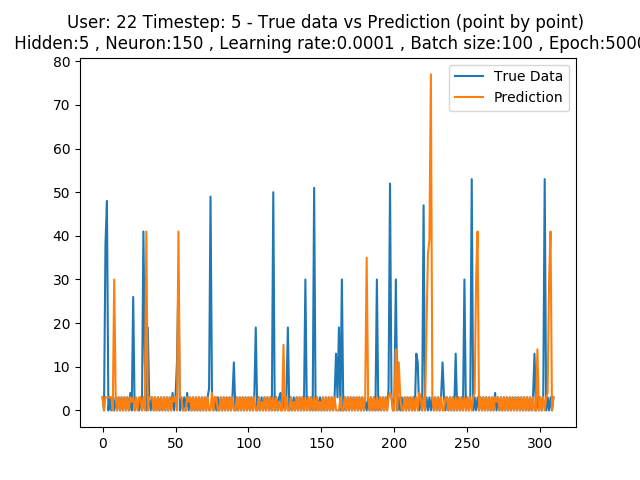 User: 22 Timestep: 5 - True data vs Prediction (point by point)
Hidden:5 , Neuron:150 , Learning rate:0.0001 , Batch size:100 , Epoch:5000
True Data
Prediction
80
70
60
50
40
30
20
10
0
0 50 100 150 200 250 300